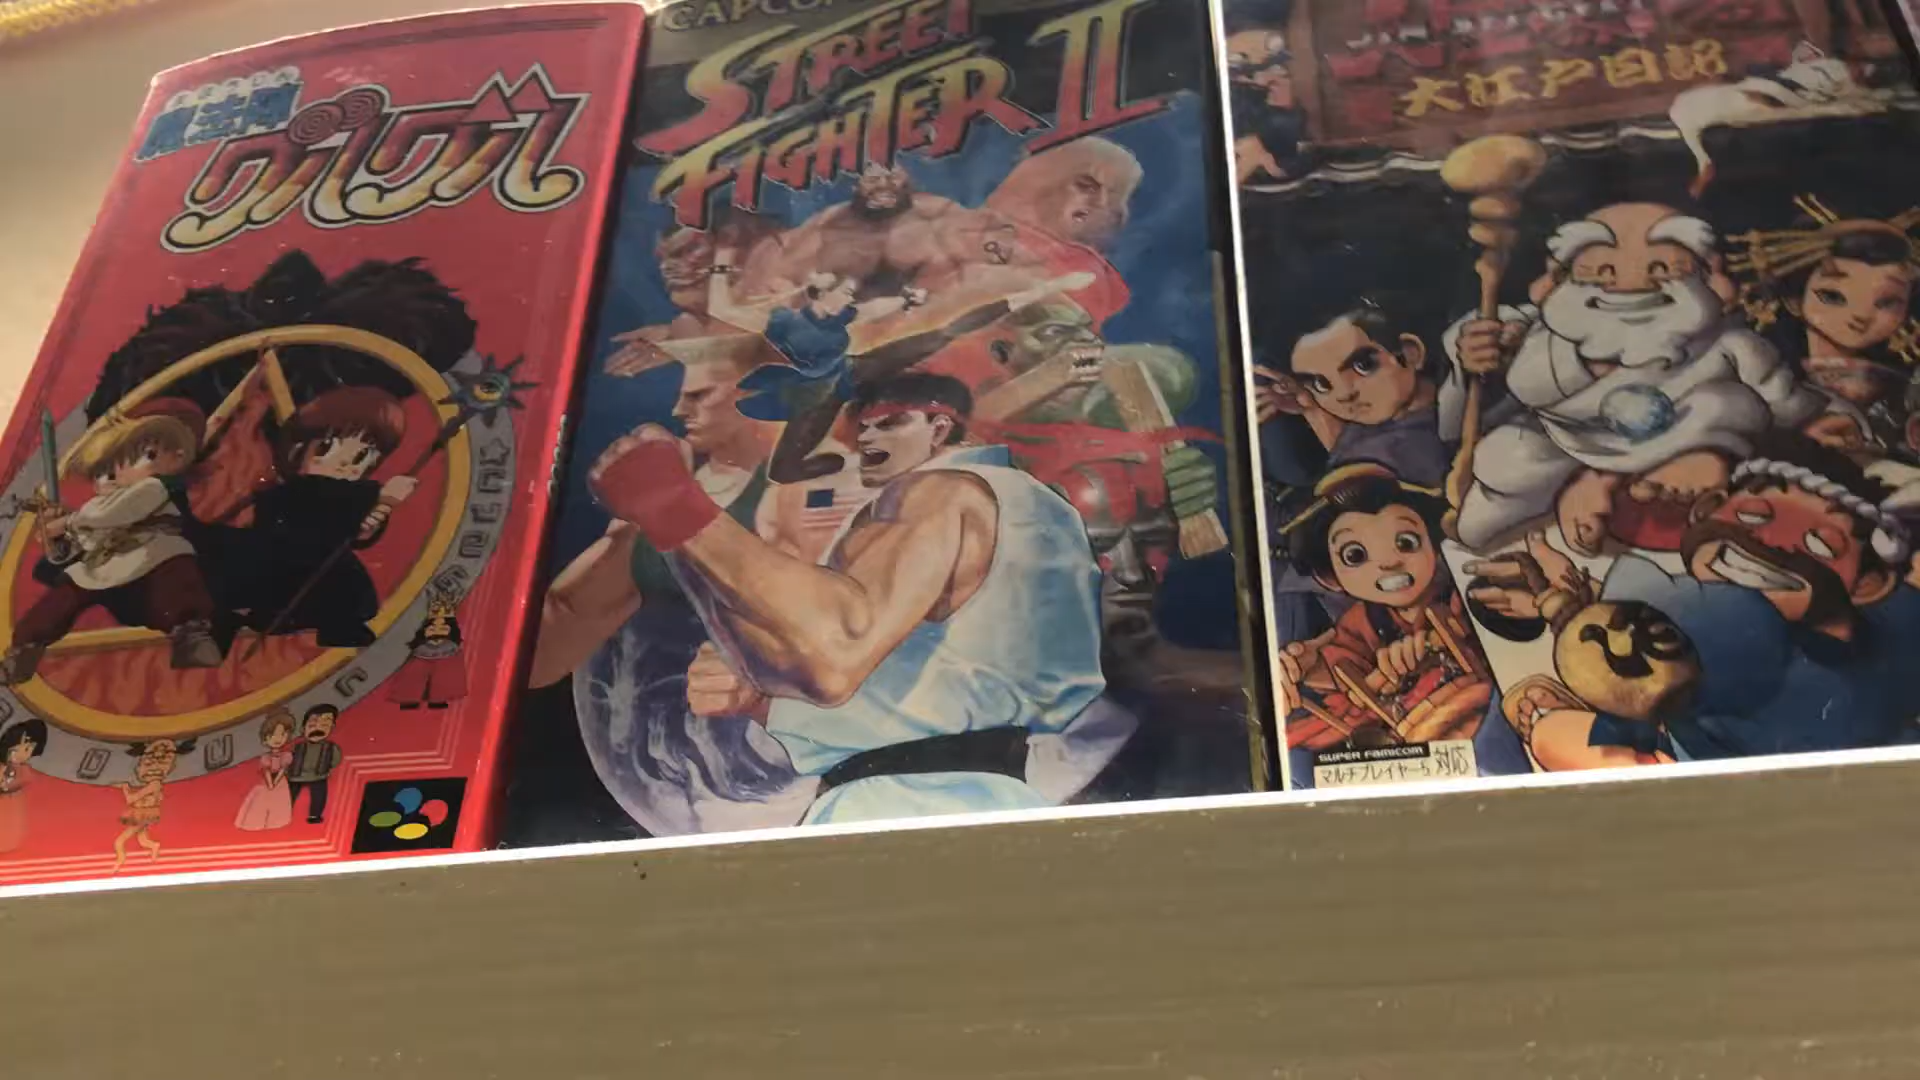 魔法陣
グルグル
CAPCOM
STREET
FIGHTER II
大江戸日記
SUPER FAMICOM
マルチプレイヤー5 対応